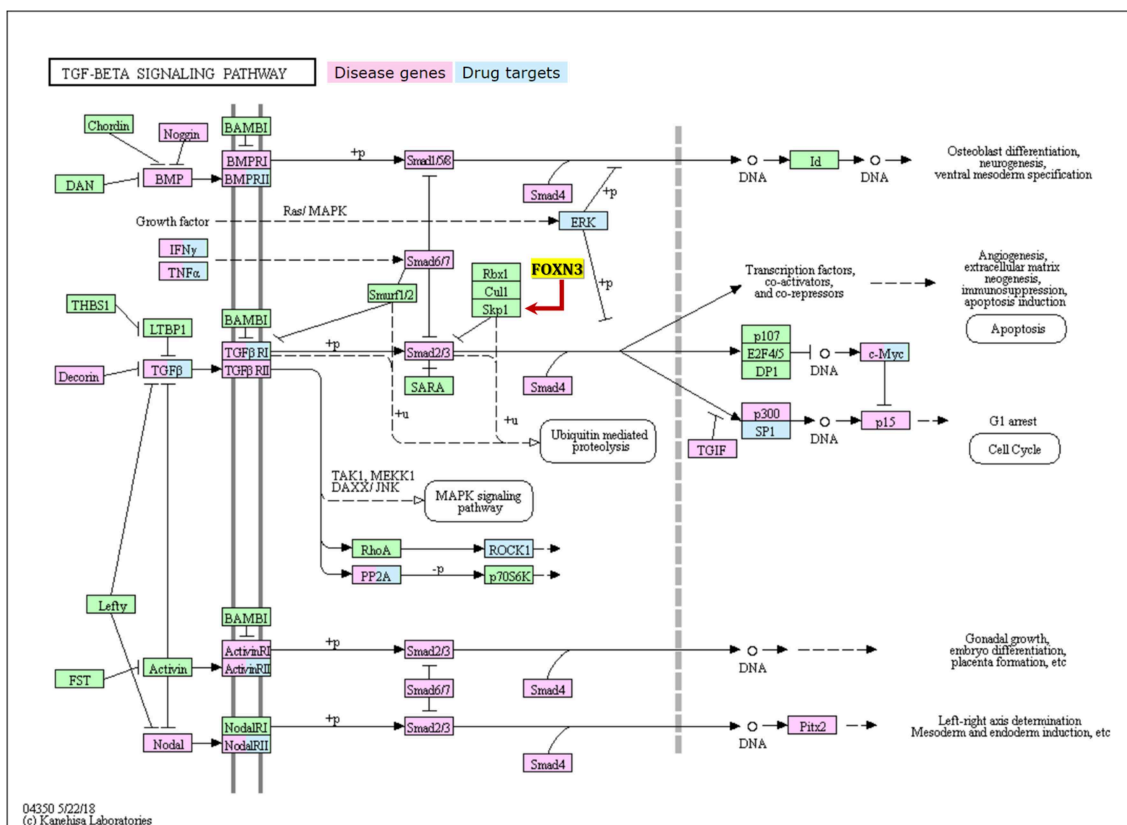 TGF-BETA SIGNALING PATHWAY
Disease genes
Drug targets
Chordin
Noggin
BAMBI
DAN
BMP
BMPRI
BMPRII
+p
Smad1/5/8
Smad4
DNA
Id
DNA
Osteoblast differentiation,
neurogenesis,
ventral mesoderm specification
Growth factor
Ras/MAPK
+p
ERK
IFNγ
TNFα
Smad6/7
Rbx1
Cul1
Skp1
FOXN3
+p
Smurf1/2
Transcription factors,
co-activators,
and co-repressors
Angiogenesis,
extracellular matrix
neogenesis,
immunosuppression,
apoptosis induction
Apoptosis
THBS1
LTBP1
BAMBI
Decorin
TGFβ
TGFβ RI
TGFβ RII
+p
Smad2/3
SARA
Smad4
p107
E2F4/5
DP1
DNA
c-Myc
+u
+u
Ubiquitin mediated
proteolysis
TGIF
p300
SP1
DNA
p15
G1 arrest
Cell Cycle
TAK1, MEKK1
DAXX/JNK
MAPK signaling
pathway
RhoA
ROCK1
PP2A
-p
p70S6K
Lefty
BAMBI
FST
Activin
ActivinRI
ActivinRII
+p
Smad2/3
Smad4
DNA
Gonadal growth,
embryo differentiation,
placenta formation, etc
Smad6/7
Nodal
NodalRI
NodalRII
+p
Smad2/3
Smad4
DNA
Pitx2
Left-right axis determination
Mesoderm and endoderm induction, etc
04350 5/22/18
(c) Kanehisa Laboratories